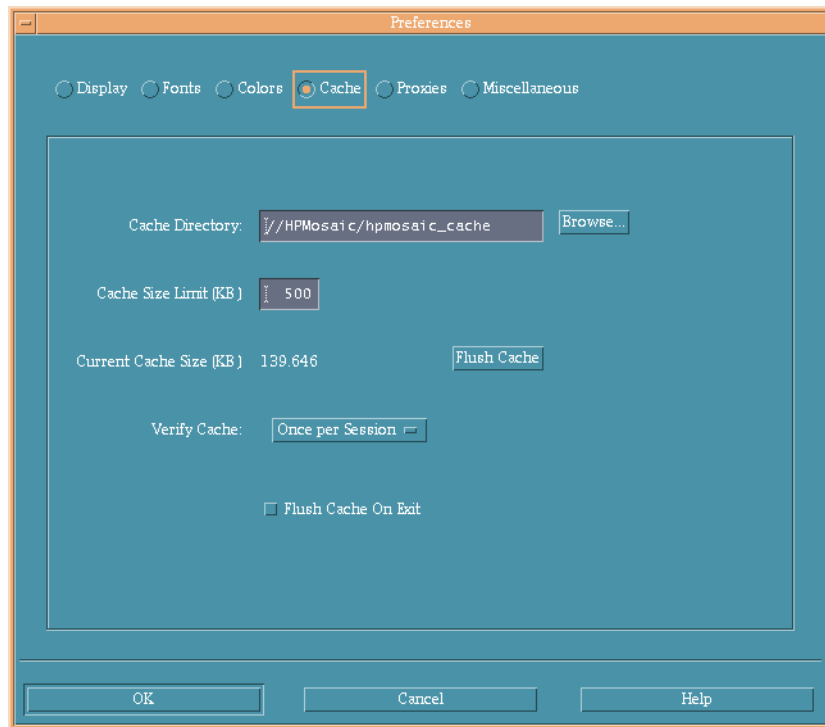 Preferences
Display Fonts Colors Cache Proxies Miscellaneous
Cache Directory: //HPMosaic/hpmosaic_cache Browse...
Cache Size Limit (KB) 500
Current Cache Size (KB) 139.646 Flush Cache
Verify Cache: Once per Session
Flush Cache On Exit
OK Cancel Help